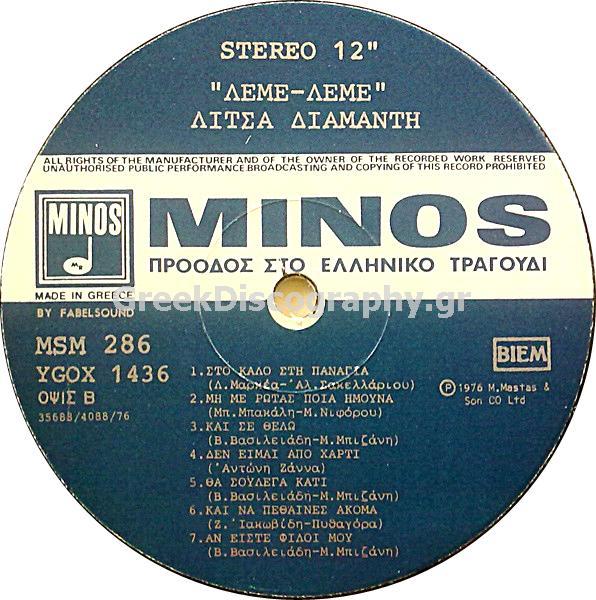 STEREO 12"
"ΛΕΜΕ-ΛΕΜΕ"
ΛΙΤΣΑ ΔΙΑΜΑΝΤΗ
ALL RIGHTS OF THE MANUFACTURER AND OF THE OWNER OF THE RECORDED WORK RESERVED
UNAUTHORISED PUBLIC PERFORMANCE BROADCASTING AND COPYING OF THIS RECORD PROHIBITED
MINOS
MINOS
ΠΡΟΟΔΟΣ ΣΤΟ ΕΛΛΗΝΙΚΟ ΤΡΑΓΟΥΔΙ
MADE IN GREECE
GreekDiscography.gr
BY FABELSOUND
MSM 286
YGOX 1436
ΟΨΙΣ Β
35688/4088/76
BIEM
Ⓟ 1976 M.Mastas &
Son CO Ltd
1.ΣΤΟ ΚΑΛΟ ΣΤΗ ΠΑΝΑΓΙΑ
(Λ.Μαρκέα-'Αλ.Σακελλάριου)
2.ΜΗ ΜΕ ΡΩΤΑΣ ΠΟΙΑ ΗΜΟΥΝΑ
(Μπ.Μπακάλη-Μ.Νιφόρου)
3.ΚΑΙ ΣΕ ΘΕΛΩ
(Β.Βασιλειάδη-Μ.Μπιζάνη)
4.ΔΕΝ ΕΙΜΑΙ ΑΠΟ ΧΑΡΤΙ
('Αντώνη Ζάννα)
5.ΘΑ ΣΟΥΛΕΓΑ ΚΑΤΙ
(Β.Βασιλειάδη-Μ.Μπιζάνη)
6.ΚΑΙ ΝΑ ΠΕΘΑΙΝΕΣ ΑΚΟΜΑ
(Ζ.'Ιακωβίδη-Πυθαγόρα)
7.ΑΝ ΕΙΣΤΕ ΦΙΛΟΙ ΜΟΥ
(Β.Βασιλειάδη-Μ.Μπιζάνη)